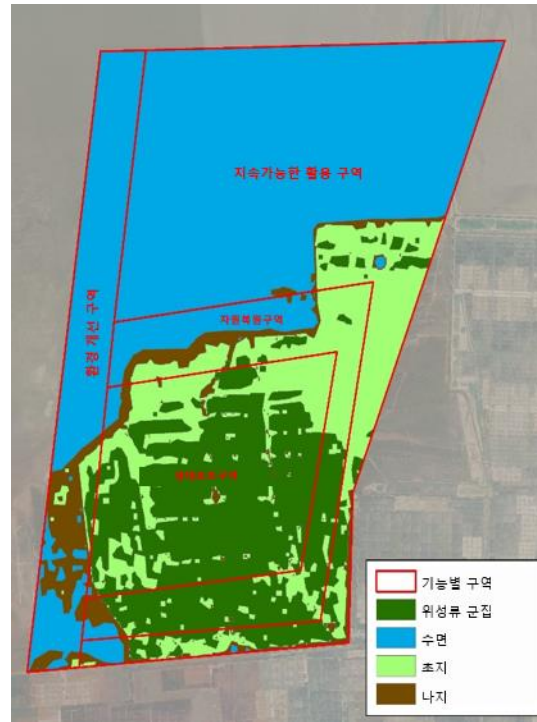 지속가능한 활용 구역
자원복원구역
환경 개선 구역
기능별 구역
위성류 군집
수면
초지
나지